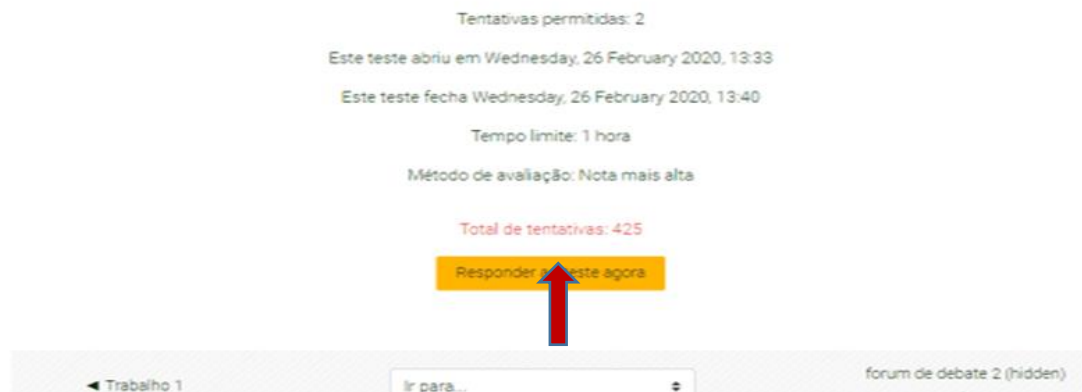 Tentativas permitidas: 2
Este teste abriu em Wednesday, 26 February 2020, 13:33
Este teste fecha Wednesday, 26 February 2020, 13:40
Tempo limite: 1 hora
Método de avaliação: Nota mais alta
Total de tentativas: 425
Responder ao teste agora
◄ Trabalho 1
Ir para...
forum de debate 2 (hidden)